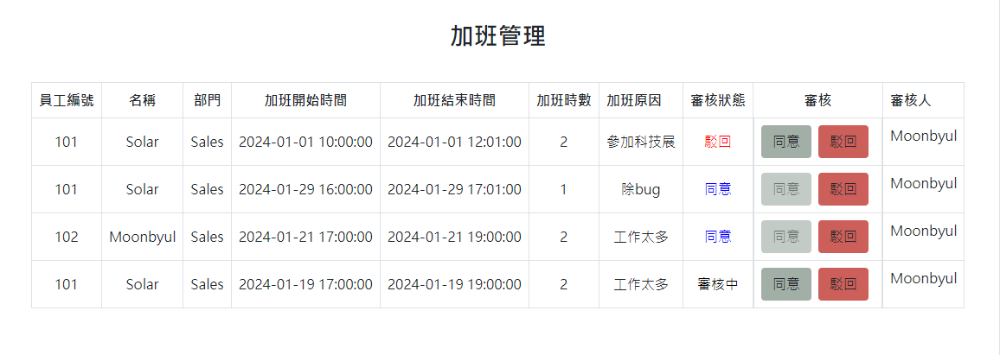 加班管理
員工編號 名稱 部門 加班開始時間 加班結束時間 加班時數 加班原因 審核狀態 審核 審核人
101 Solar Sales 2024-01-01 10:00:00 2024-01-01 12:01:00 2 參加科技展 駁回 同意 駁回 Moonbyul
101 Solar Sales 2024-01-29 16:00:00 2024-01-29 17:01:00 1 除bug 同意 同意 駁回 Moonbyul
102 Moonbyul Sales 2024-01-21 17:00:00 2024-01-21 19:00:00 2 工作太多 同意 同意 駁回 Moonbyul
101 Solar Sales 2024-01-19 17:00:00 2024-01-19 19:00:00 2 工作太多 審核中 同意 駁回 Moonbyul